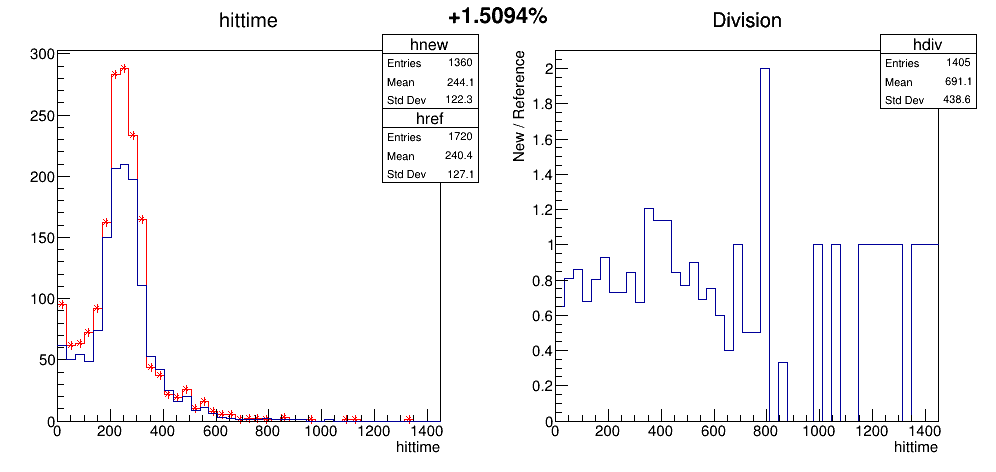 +1.5094%
hittime
hnew
Entries 1360
Mean 244.1
Std Dev 122.3
href
Entries 1720
Mean 240.4
Std Dev 127.1
300
250
200
150
100
50
0
0 200 400 600 800 1000 1200 1400
hittime
Division
hdiv
Entries 1405
Mean 691.1
Std Dev 438.6
New / Reference
2
1.8
1.6
1.4
1.2
1
0.8
0.6
0.4
0.2
0
0 200 400 600 800 1000 1200 1400
hittime